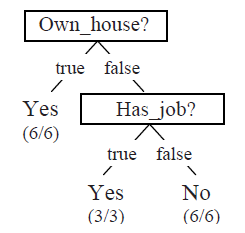 Own_house?
true false
Yes
(6/6)
Has_job?
true false
Yes No
(3/3) (6/6)